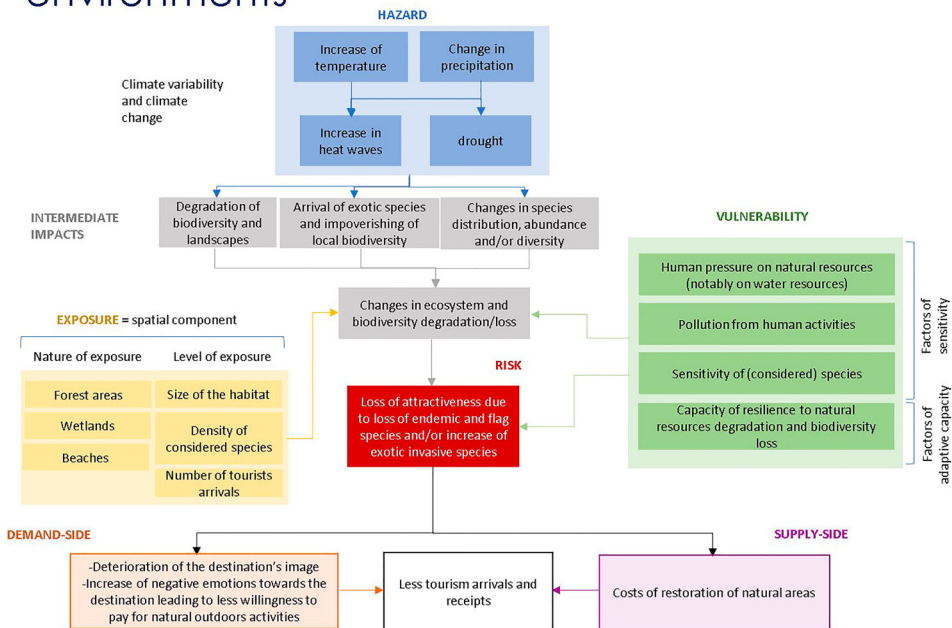 environments
HAZARD
Increase of
temperature
Change in
precipitation
Climate variability
and climate
change
Increase in
heat waves
drought
INTERMEDIATE
IMPACTS
Degradation of
biodiversity and
landscapes
Arrival of exotic species
and impoverishing of
local biodiversity
Changes in species
distribution, abundance
and/or diversity
VULNERABILITY
Human pressure on natural resources
(notably on water resources)
Pollution from human activities
Sensitivity of (considered) species
Capacity of resilience to natural
resources degradation and biodiversity
loss
Factors of
sensitivity
Factors of
adaptive capacity
Changes in ecosystem and
biodiversity degradation/loss
EXPOSURE = spatial component
Nature of exposure
Level of exposure
Forest areas
Wetlands
Beaches
Size of the habitat
Density of
considered species
Number of tourists
arrivals
RISK
Loss of attractiveness due
to loss of endemic and flag
species and/or increase of
exotic invasive species
DEMAND-SIDE
SUPPLY-SIDE
-Deterioration of the destination's image
-Increase of negative emotions towards the
destination leading to less willingness to
pay for natural outdoors activities
Less tourism arrivals and
receipts
Costs of restoration of natural areas